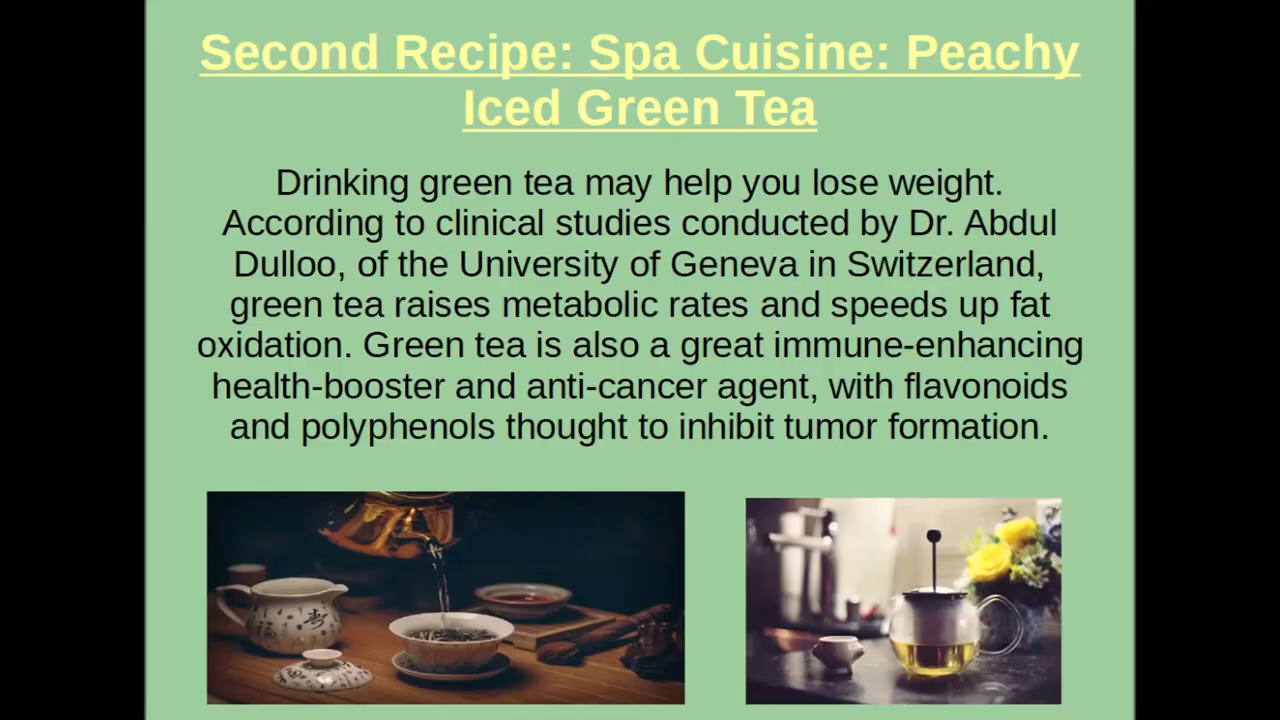 Second Recipe: Spa Cuisine: Peachy
Iced Green Tea
Drinking green tea may help you lose weight.
According to clinical studies conducted by Dr. Abdul
Dulloo, of the University of Geneva in Switzerland,
green tea raises metabolic rates and speeds up fat
oxidation. Green tea is also a great immune-enhancing
health-booster and anti-cancer agent, with flavonoids
and polyphenols thought to inhibit tumor formation.